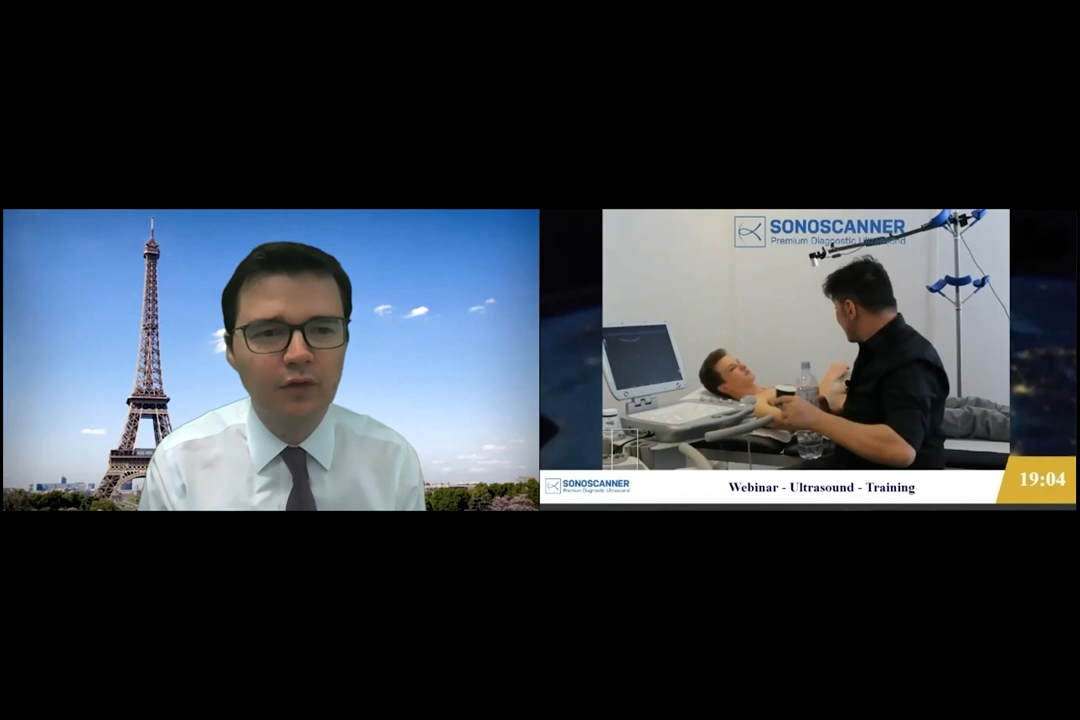 SONOSCANNER
Premium Diagnostic Ultrasound
SONOSCANNER
Premium Diagnostic Ultrasound
Webinar - Ultrasound - Training
19:04